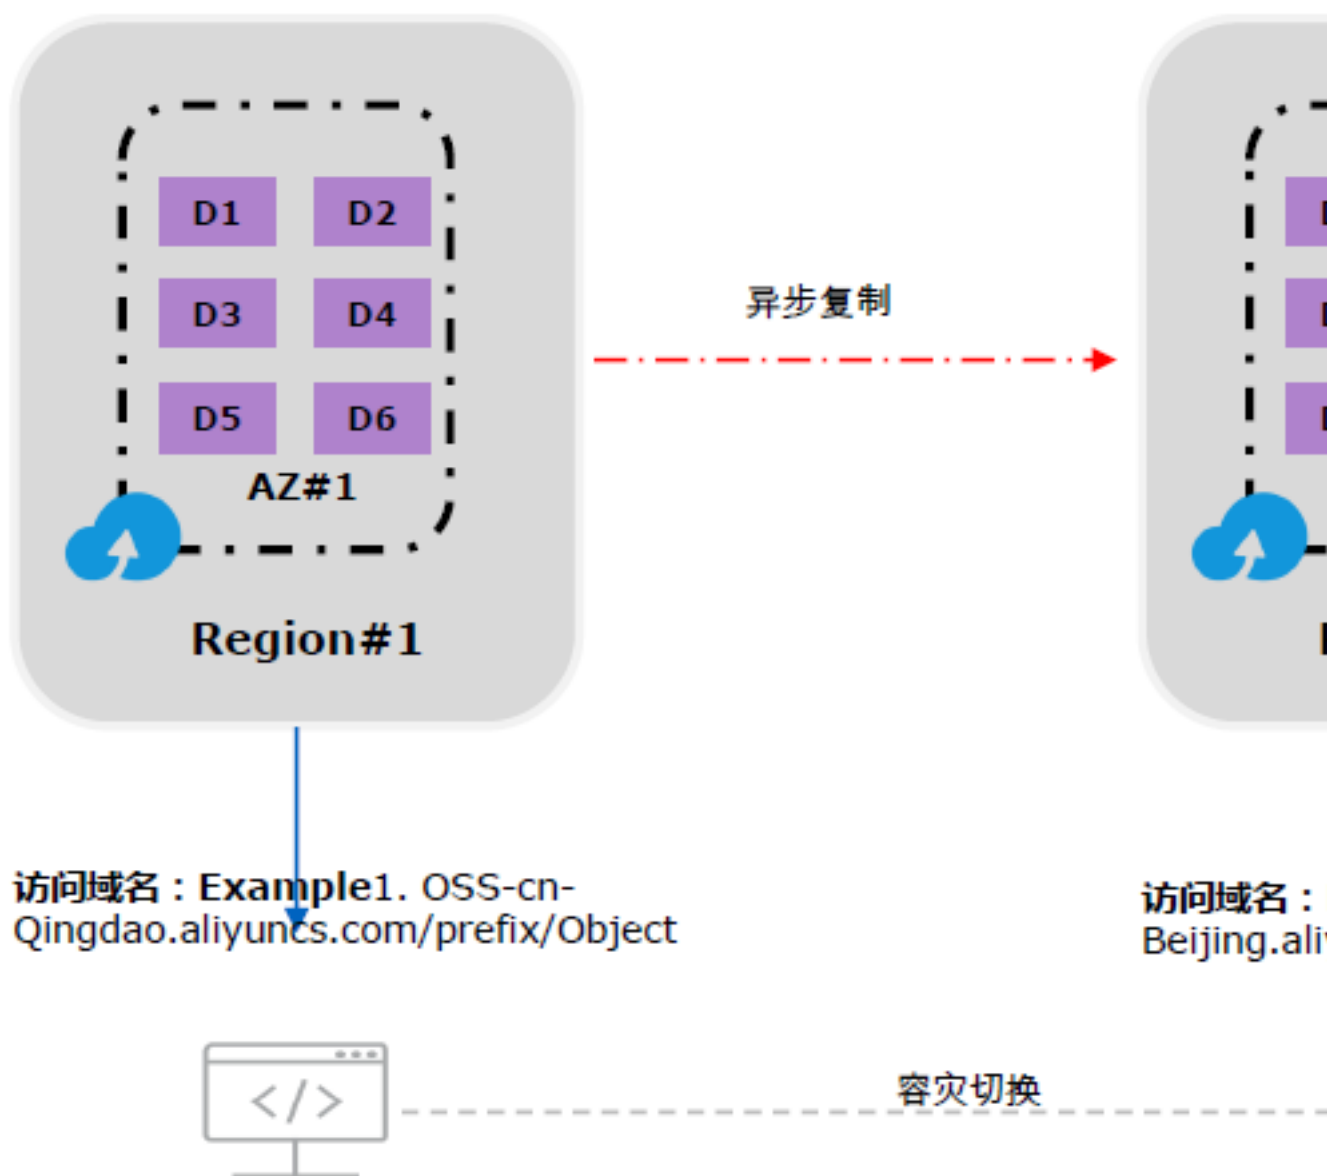 D1 D2
D3 D4
D5 D6
AZ#1
Region#1
异步复制
访问域名：Example1. OSS-cn-
Qingdao.aliyuncs.com/prefix/Object
访问域名：
Beijing.ali
</>
容灾切换